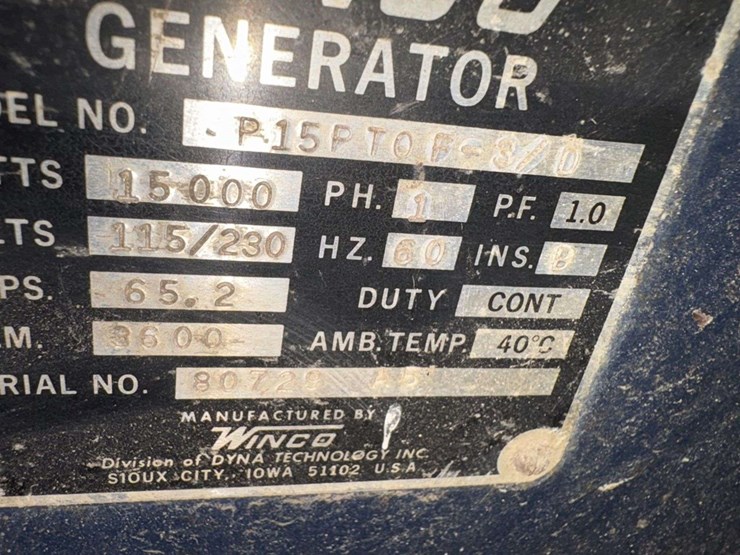 GENERATOR
EL NO. P15PTOF-3/D
TTS 15000 PH. 1 P.F. 1.0
LTS 115/230 HZ. 60 INS. B
PS. 65.2 DUTY CONT
M. 3600 AMB. TEMP. 40°C
RIAL NO.
MANUFACTURED BY
WINCO
Division of DYNA TECHNOLOGY INC.
SIOUX CITY, IOWA 51102 U.S.A.